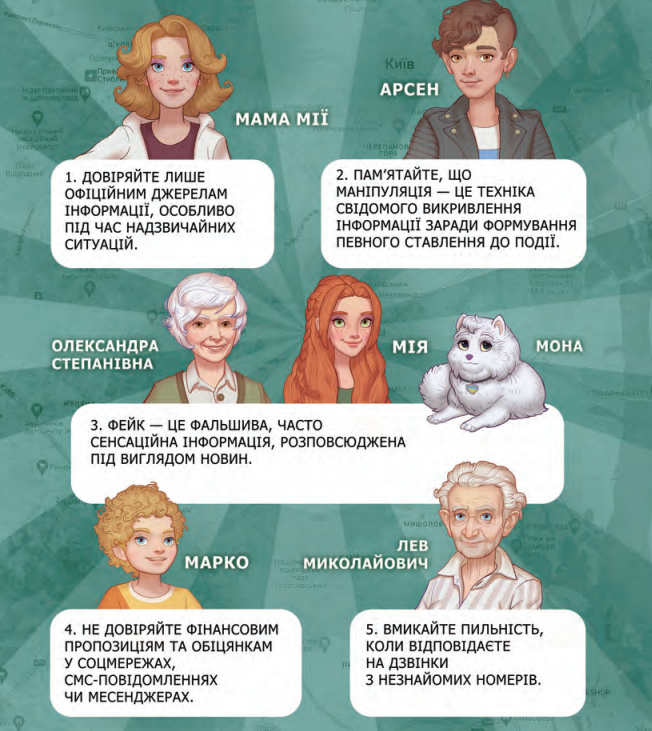 Київ
АРСЕН
МАМА МІЇ
1. ДОВІРЯЙТЕ ЛИШЕ
ОФІЦІЙНИМ ДЖЕРЕЛАМ
ІНФОРМАЦІЇ, ОСОБЛИВО
ПІД ЧАС НАДЗВИЧАЙНИХ
СИТУАЦІЙ.
2. ПАМ’ЯТАЙТЕ, ЩО
МАНІПУЛЯЦІЯ — ЦЕ ТЕХНІКА
СВІДОМОГО ВИКРИВЛЕННЯ
ІНФОРМАЦІЇ ЗАРАДИ ФОРМУВАННЯ
ПЕВНОГО СТАВЛЕННЯ ДО ПОДІЇ.
ОЛЕКСАНДРА
СТЕПАНІВНА
МІЯ
МОНА
3. ФЕЙК — ЦЕ ФАЛЬШИВА, ЧАСТО
СЕНСАЦІЙНА ІНФОРМАЦІЯ, РОЗПОВСЮДЖЕНА
ПІД ВИГЛЯДОМ НОВИН.
МАРКО
ЛЕВ
МИКОЛАЙОВИЧ
4. НЕ ДОВІРЯЙТЕ ФІНАНСОВИМ
ПРОПОЗИЦІЯМ ТА ОБІЦЯНКАМ
У СОЦМЕРЕЖАХ,
СМС-ПОВІДОМЛЕННЯХ
ЧИ МЕСЕНДЖЕРАХ.
5. ВМИКАЙТЕ ПИЛЬНІСТЬ,
КОЛИ ВІДПОВІДАЄТЕ
НА ДЗВІНКИ
З НЕЗНАЙОМИХ НОМЕРІВ.